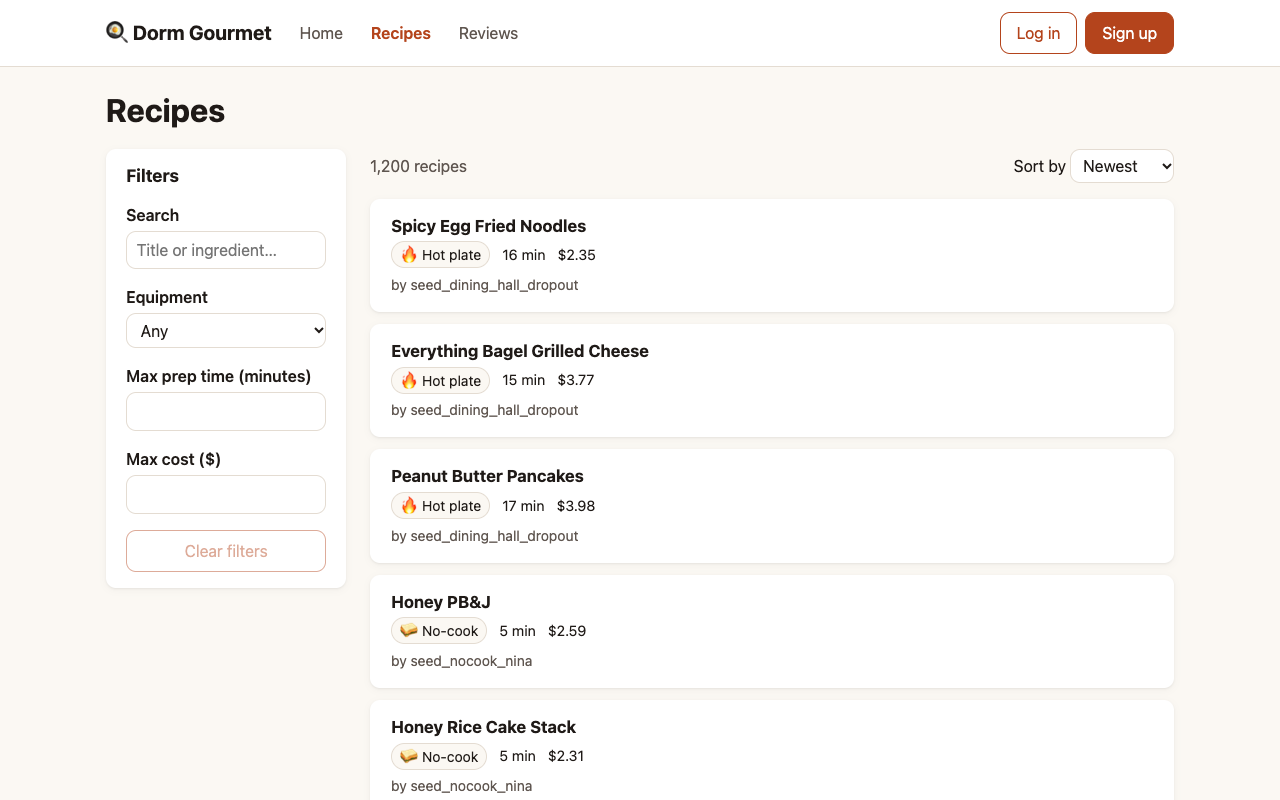 Dorm Gourmet
Home
Recipes
Reviews
Log in
Sign up
Recipes
Filters
Search
Title or ingredient...
Equipment
Any
Max prep time (minutes)
Max cost ($)
Clear filters
1,200 recipes
Sort by Newest
Spicy Egg Fried Noodles
Hot plate 16 min $2.35
by seed_dining_hall_dropout
Everything Bagel Grilled Cheese
Hot plate 15 min $3.77
by seed_dining_hall_dropout
Peanut Butter Pancakes
Hot plate 17 min $3.98
by seed_dining_hall_dropout
Honey PB&J
No-cook 5 min $2.59
by seed_nocook_nina
Honey Rice Cake Stack
No-cook 5 min $2.31
by seed_nocook_nina